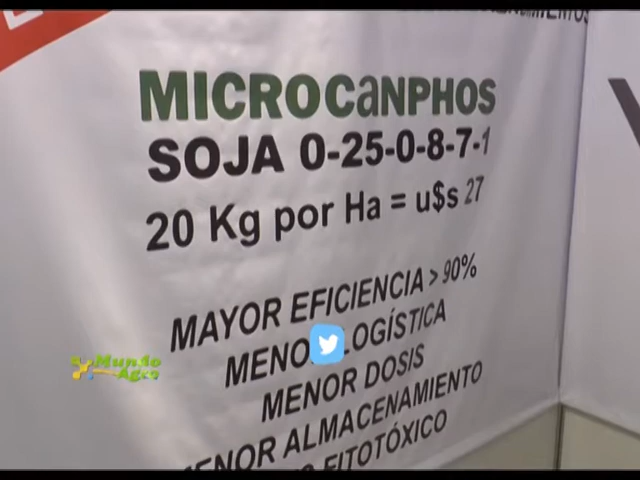 MICROCaNPHOS
SOJA 0-25-0-8-7-1
20 Kg por Ha = u$s 27
MAYOR EFICIENCIA > 90%
MENO LOGÍSTICA
MENOR DOSIS
MENOR ALMACENAMIENTO
FITOTÓXICO
Mundo
Agro